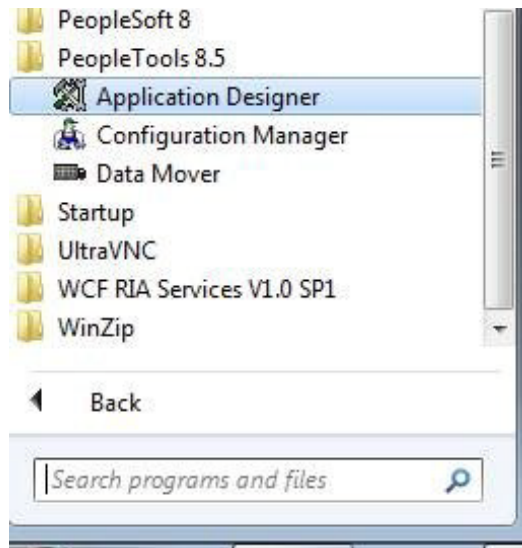 PeopleSoft 8
PeopleTools 8.5
Application Designer
Configuration Manager
Data Mover
Startup
UltraVNC
WCF RIA Services V1.0 SP1
WinZip
Back
Search programs and files